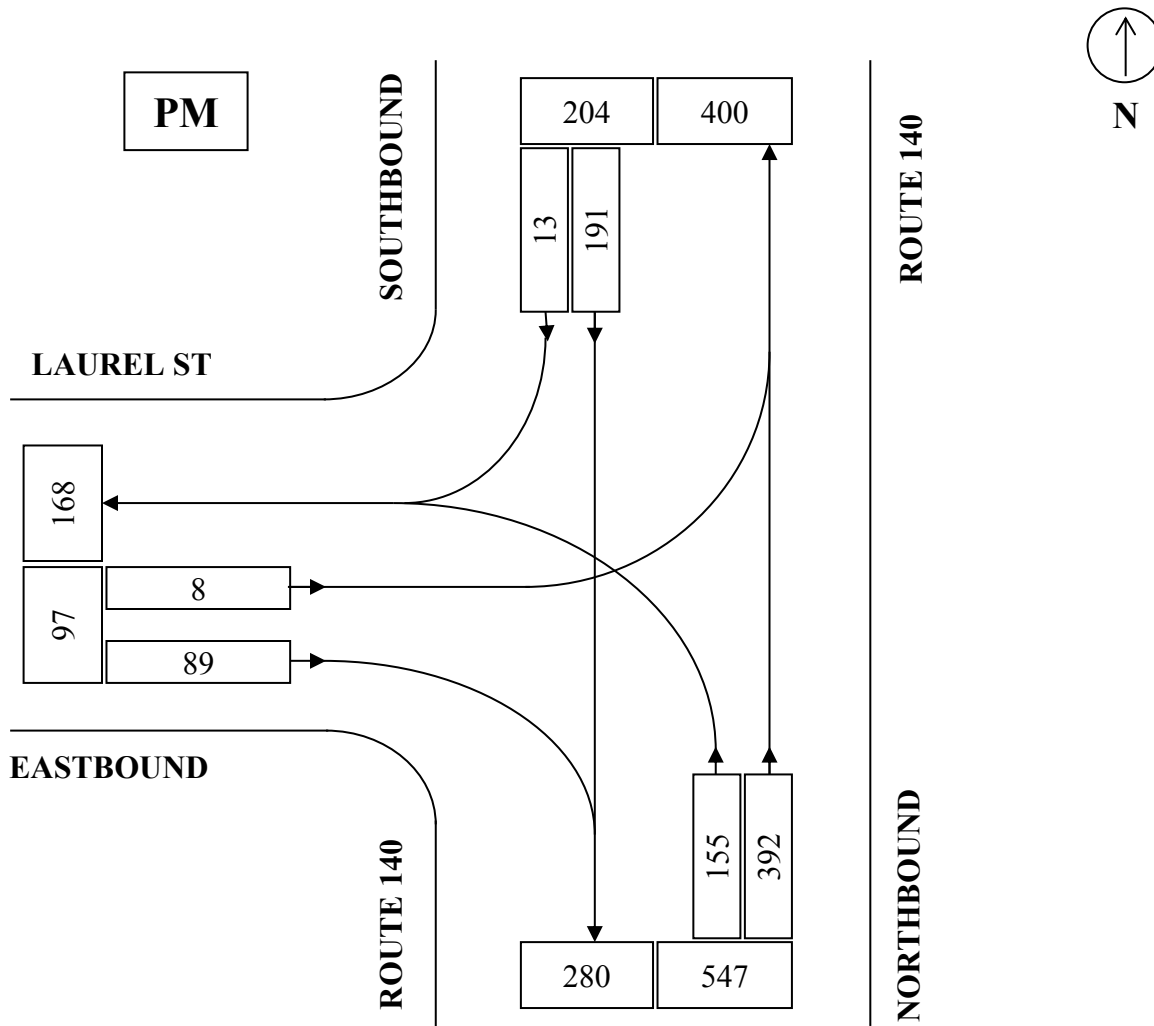 PM
SOUTHBOUND
204
400
ROUTE 140
N
13
191
LAUREL ST
168
97
8
89
EASTBOUND
ROUTE 140
155
392
NORTHBOUND
280
547